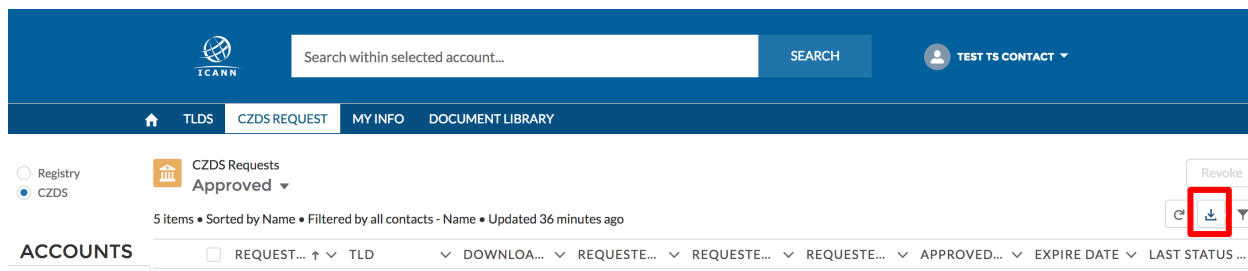 ICANN
Search within selected account...
SEARCH
TEST TS CONTACT
TLDS CZDS REQUEST MY INFO DOCUMENT LIBRARY
Registry
CZDS
CZDS Requests
Approved
Revoke
5 items • Sorted by Name • Filtered by all contacts - Name • Updated 36 minutes ago
ACCOUNTS
REQUEST... TLD DOWNLOA... REQUESTE... REQUESTE... REQUESTE... APPROVED... EXPIRE DATE LAST STATUS ...